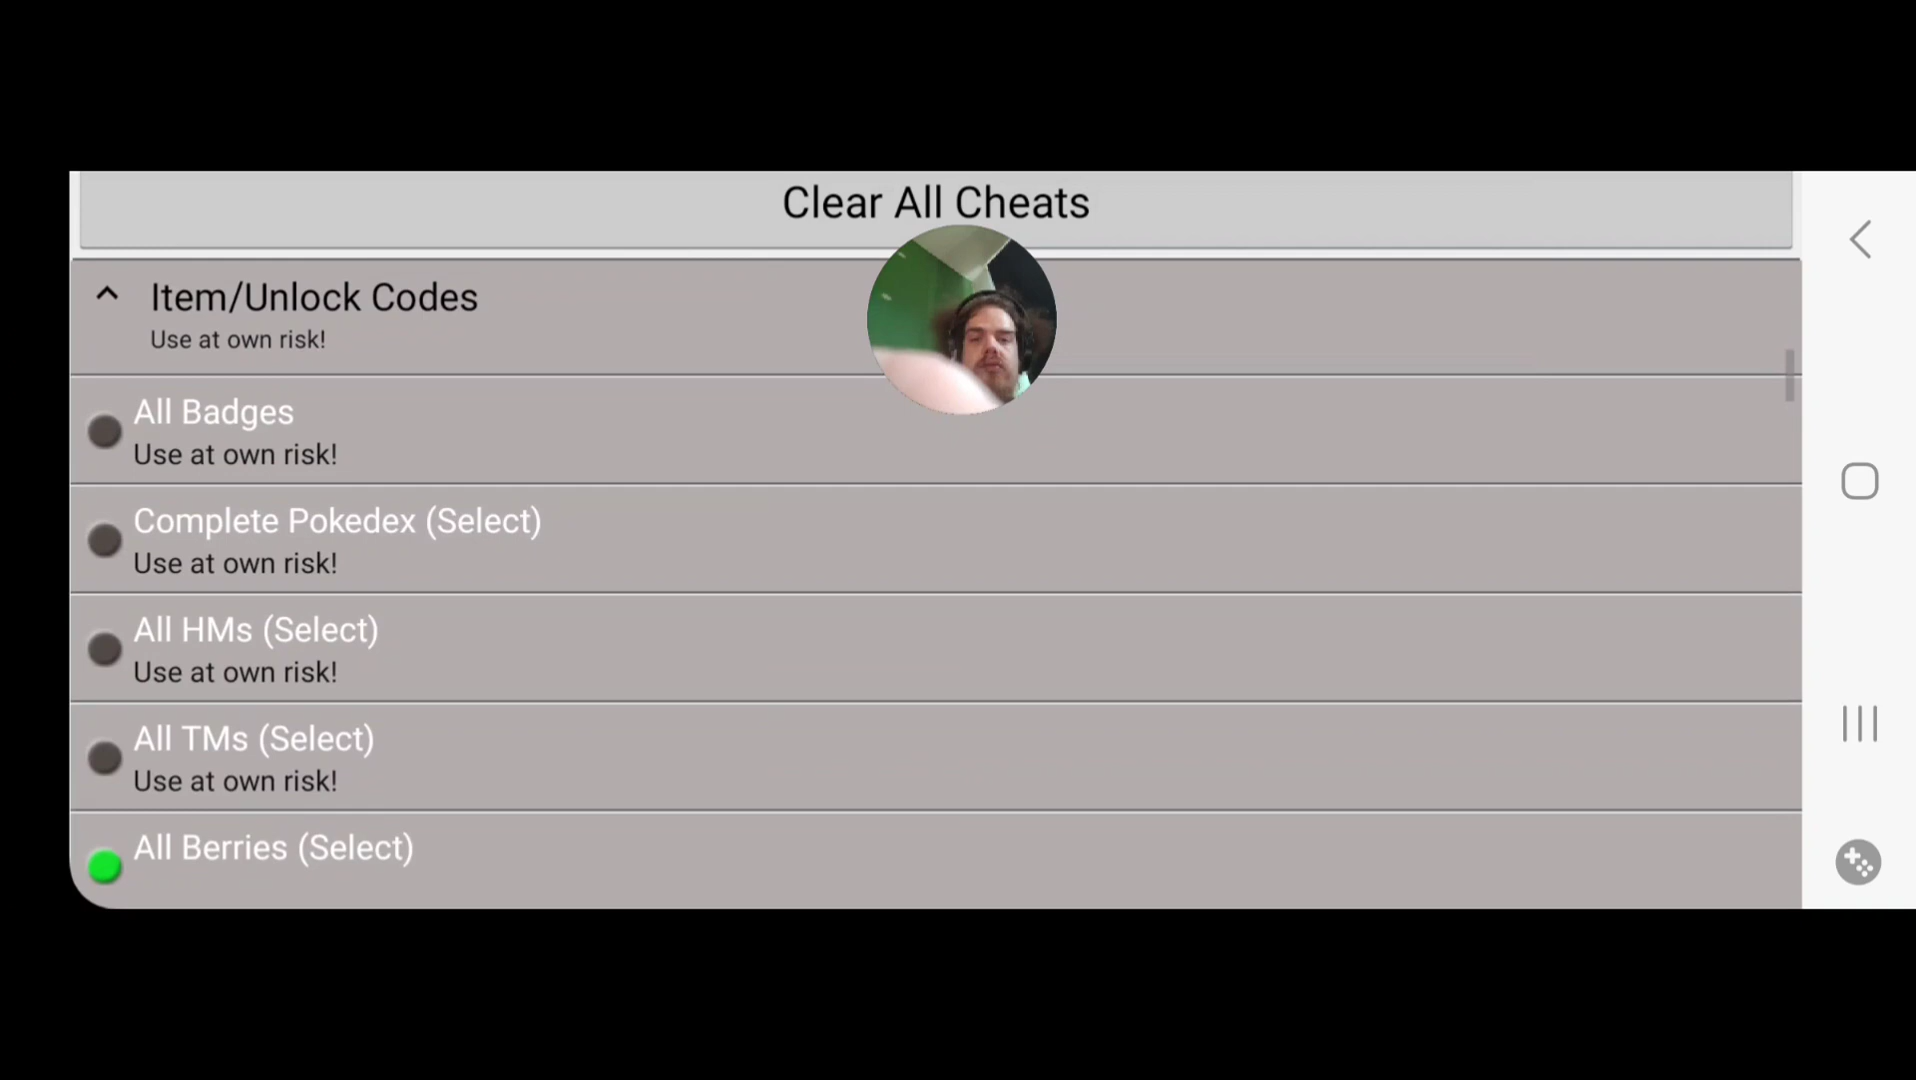 Clear All Cheats
Item/Unlock Codes
Use at own risk!
All Badges
Use at own risk!
Complete Pokedex (Select)
Use at own risk!
All HMs (Select)
Use at own risk!
All TMs (Select)
Use at own risk!
All Berries (Select)